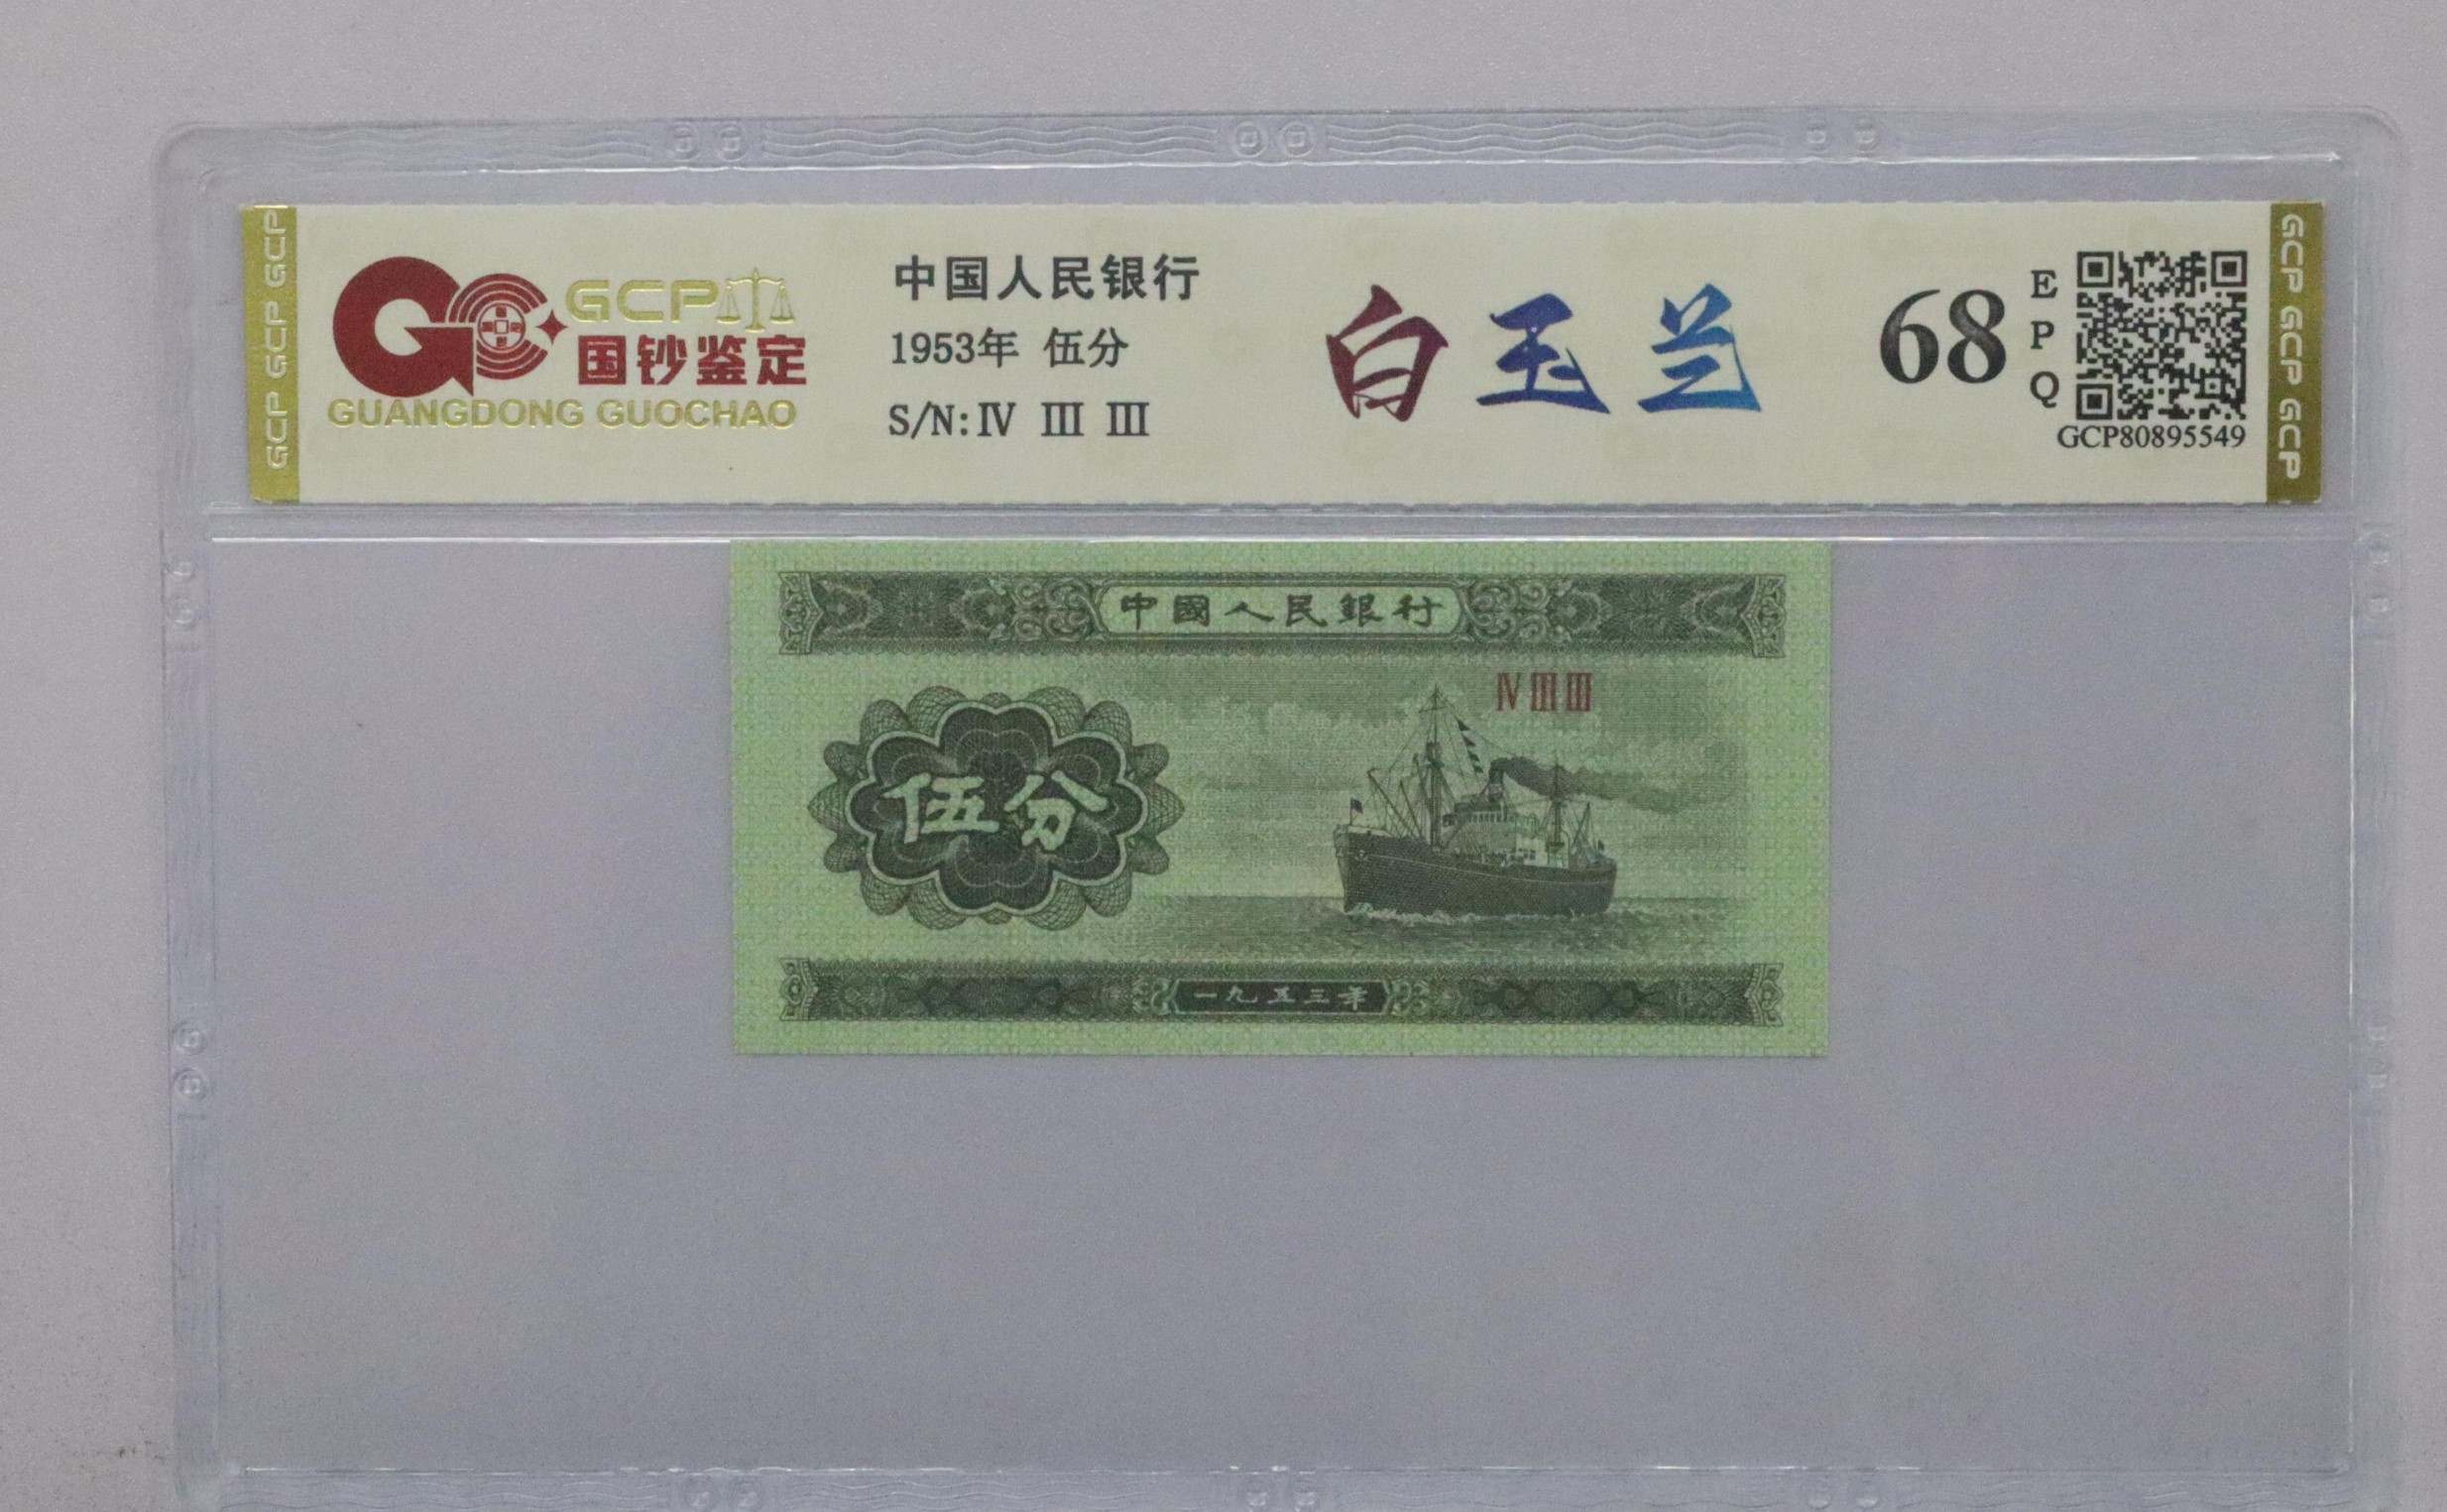 GCP GCP GCP
GCP
国钞鉴定
GUANGDONG GUOCHAO
中国人民银行
1953年 伍分
S/N:Ⅳ Ⅲ Ⅲ
白玉兰
68
E
P
Q
GCP80895549
GCP GCP GCP
中國人民銀行
Ⅳ Ⅲ Ⅲ
伍分
一九五三年